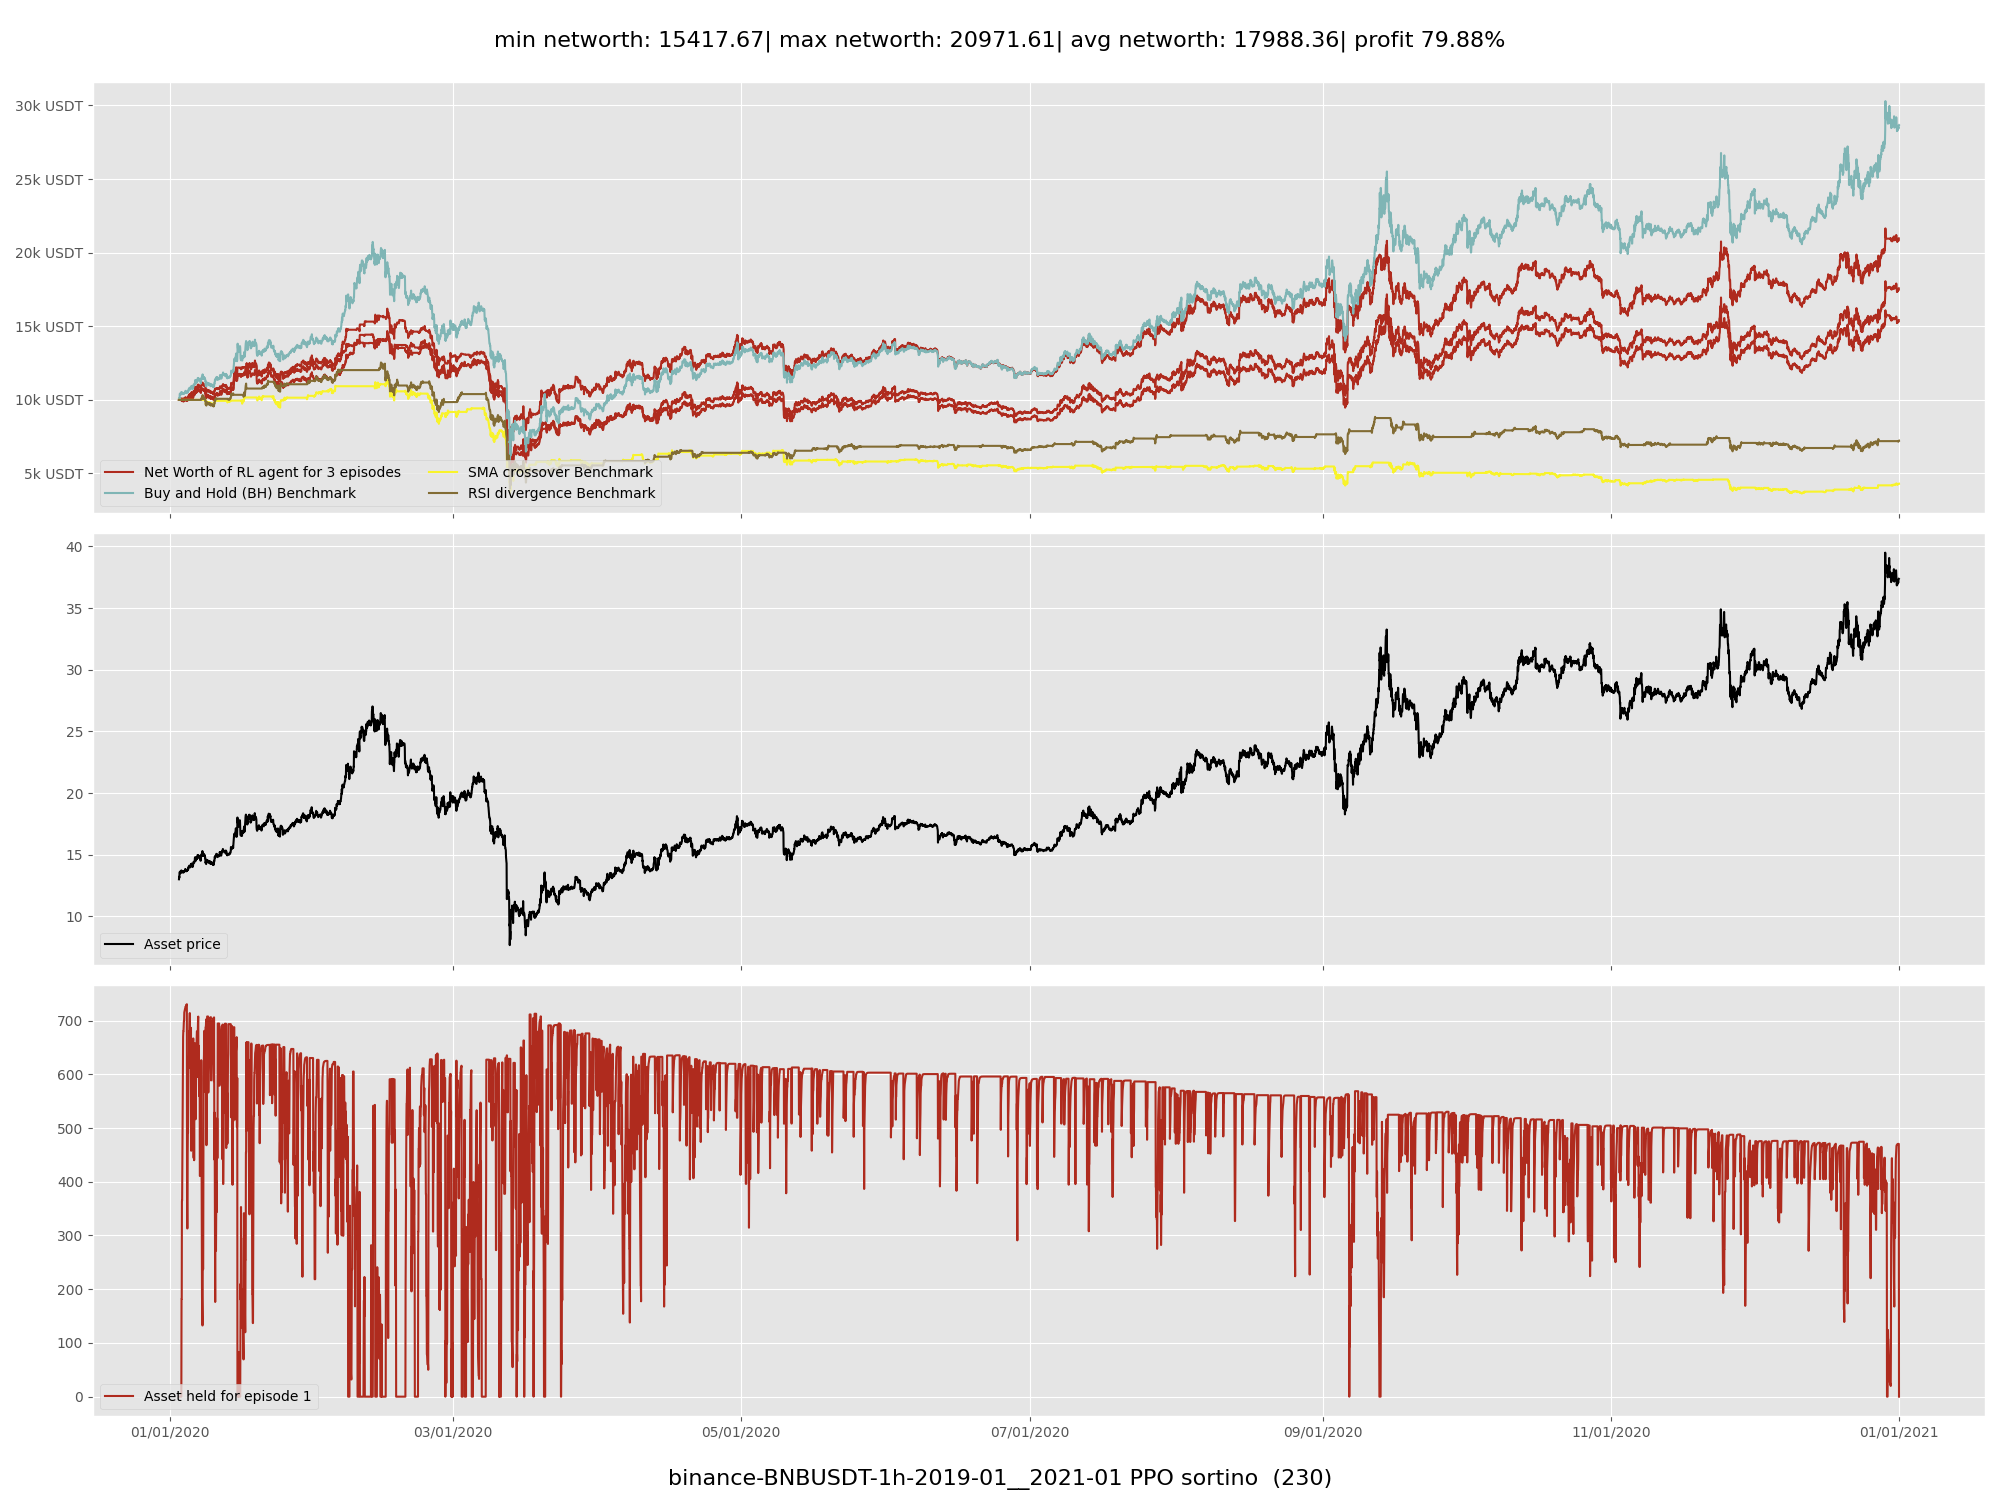 min networth: 15417.67| max networth: 20971.61| avg networth: 17988.36| profit 79.88%
30k USDT
25k USDT
20k USDT
15k USDT
10k USDT
5k USDT
Net Worth of RL agent for 3 episodes
Buy and Hold (BH) Benchmark
SMA crossover Benchmark
RSI divergence Benchmark
40
35
30
25
20
15
10
Asset price
700
600
500
400
300
200
100
0
Asset held for episode 1
01/01/2020 03/01/2020 05/01/2020 07/01/2020 09/01/2020 11/01/2020 01/01/2021
binance-BNBUSDT-1h-2019-01__2021-01 PPO sortino (230)